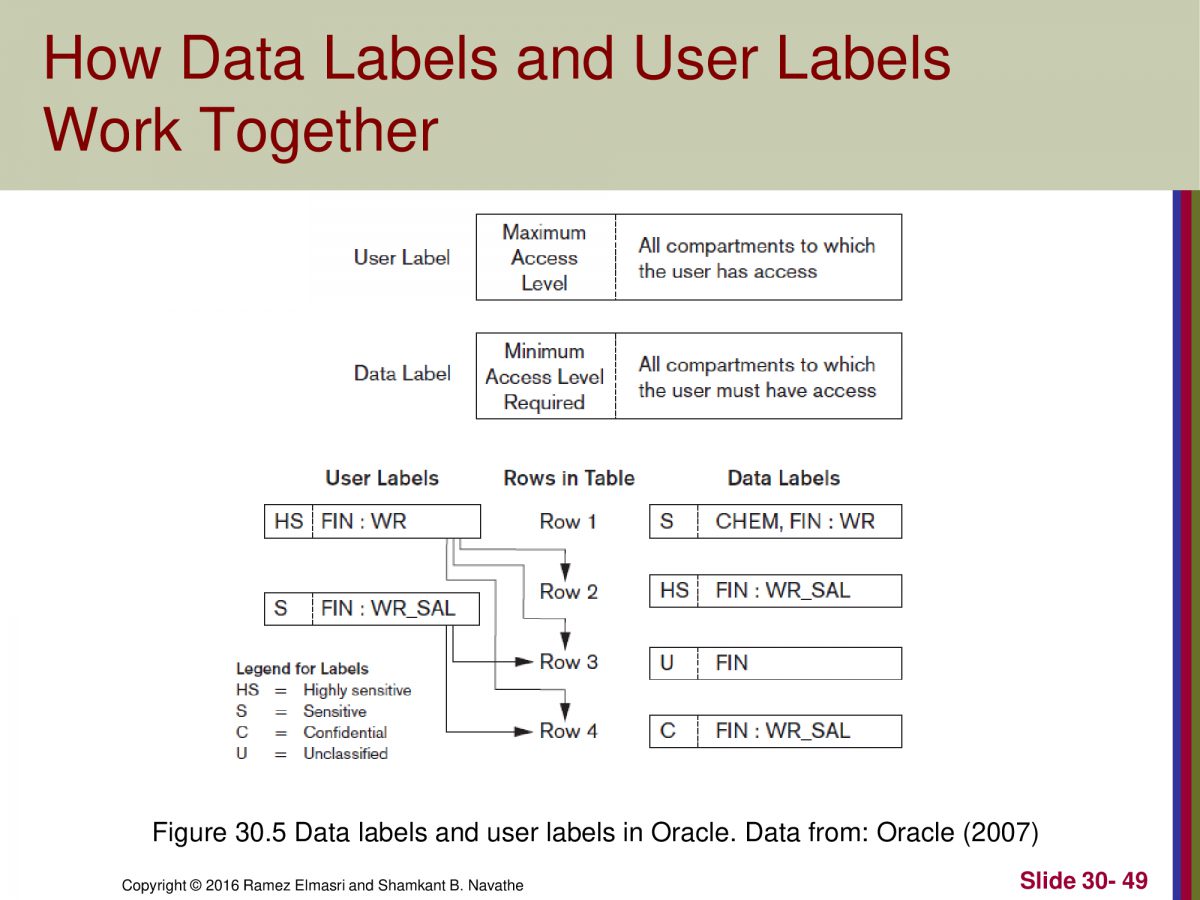 How Data Labels and User Labels
Work Together
User Label
Maximum
Access
Level
All compartments to which
the user has access
Data Label
Minimum
Access Level
Required
All compartments to which
the user must have access
User Labels
Rows in Table
Data Labels
HS FIN : WR
Row 1
S CHEM, FIN : WR
Row 2
HS FIN : WR_SAL
S FIN : WR_SAL
Row 3
U FIN
Row 4
C FIN : WR_SAL
Legend for Labels
HS = Highly sensitive
S = Sensitive
C = Confidential
U = Unclassified
Figure 30.5 Data labels and user labels in Oracle. Data from: Oracle (2007)
Copyright © 2016 Ramez Elmasri and Shamkant B. Navathe
Slide 30- 49